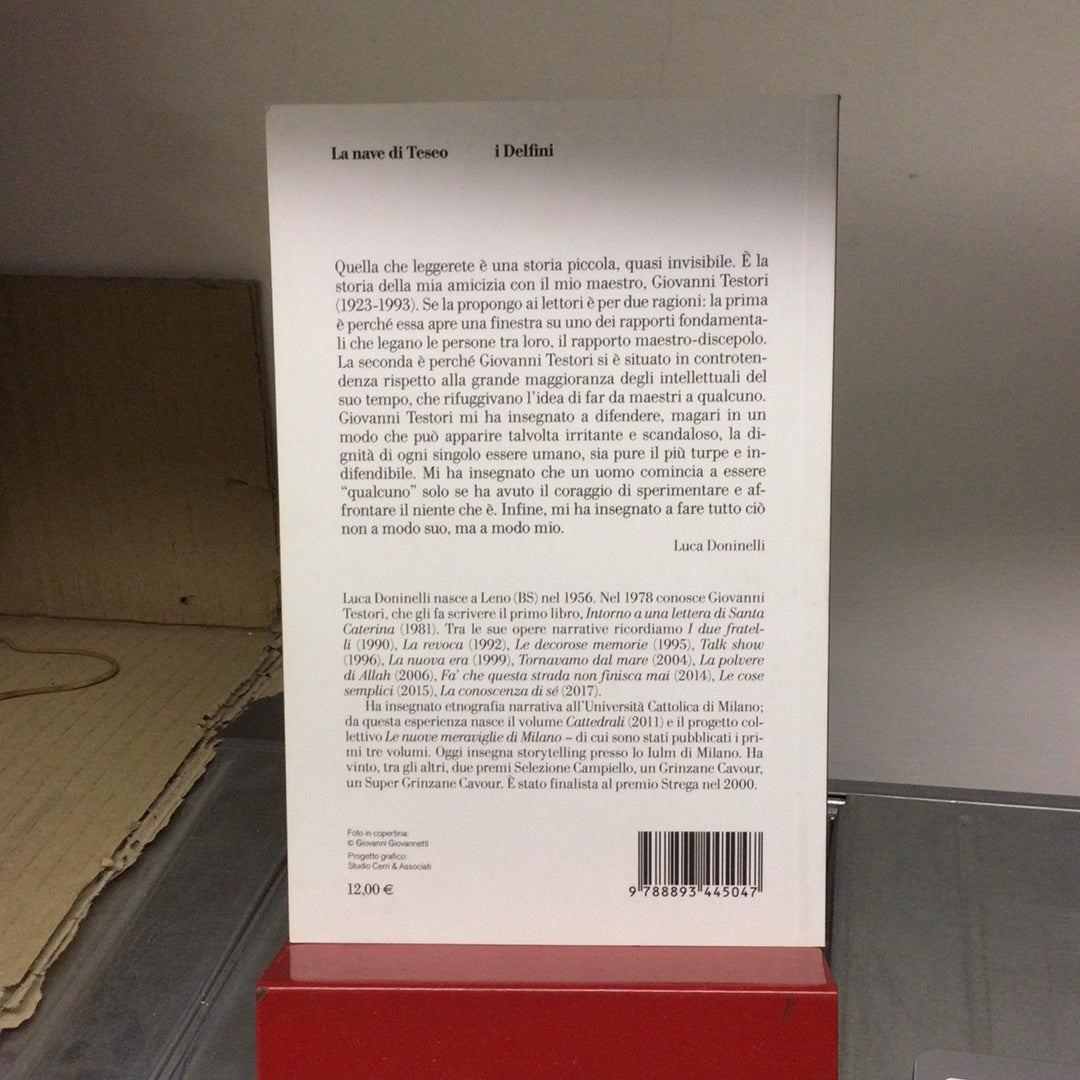 La nave di Teseo i Delfini
Quella che leggerete è una storia piccola, quasi invisibile. È la
storia della mia amicizia con il mio maestro, Giovanni Testori
(1923-1993). Se la propongo ai lettori è per due ragioni: la prima
è perché essa apre una finestra su uno dei rapporti fondamenta-
li che legano le persone tra loro, il rapporto maestro-discepolo.
La seconda è perché Giovanni Testori si è situato in controten-
denza rispetto alla grande maggioranza degli intellettuali del
suo tempo, che rifuggivano l'idea di far da maestri a qualcuno.
Giovanni Testori mi ha insegnato a difendere, magari in un
modo che può apparire talvolta irritante e scandaloso, la di-
gnità di ogni singolo essere umano, sia pure il più turpe e in-
difendibile. Mi ha insegnato che un uomo comincia a essere
“qualcuno” solo se ha avuto il coraggio di sperimentare e af-
frontare il niente che è. Infine, mi ha insegnato a fare tutto ciò
non a modo suo, ma a modo mio.
Luca Doninelli
Luca Doninelli nasce a Leno (BS) nel 1956. Nel 1978 conosce Giovanni
Testori, che gli fa scrivere il primo libro, Intorno a una lettera di Santa
Caterina (1981). Tra le sue opere narrative ricordiamo I due fratel-
li (1990), La revoca (1992), Le decorose memorie (1995), Talk show
(1996), La nuova era (1999), Tornavamo dal mare (2004), La polvere
di Allah (2006), Fa' che questa strada non finisca mai (2014), Le cose
semplici (2015), La conoscenza di sé (2017).
Ha insegnato etnografia narrativa all'Università Cattolica di Milano;
da questa esperienza nasce il volume Cattedrali (2011) e il progetto col-
lettivo Le nuove meraviglie di Milano – di cui sono stati pubblicati i pri-
mi tre volumi. Oggi insegna storytelling presso lo Iulm di Milano. Ha
vinto, tra gli altri, due premi Selezione Campiello, un Grinzane Cavour,
un Super Grinzane Cavour. È stato finalista al premio Strega nel 2000.
Foto in copertina:
© Giovanni Giovannetti
Progetto grafico:
Studio Cerri & Associati
12,00 €
9 788893 445047